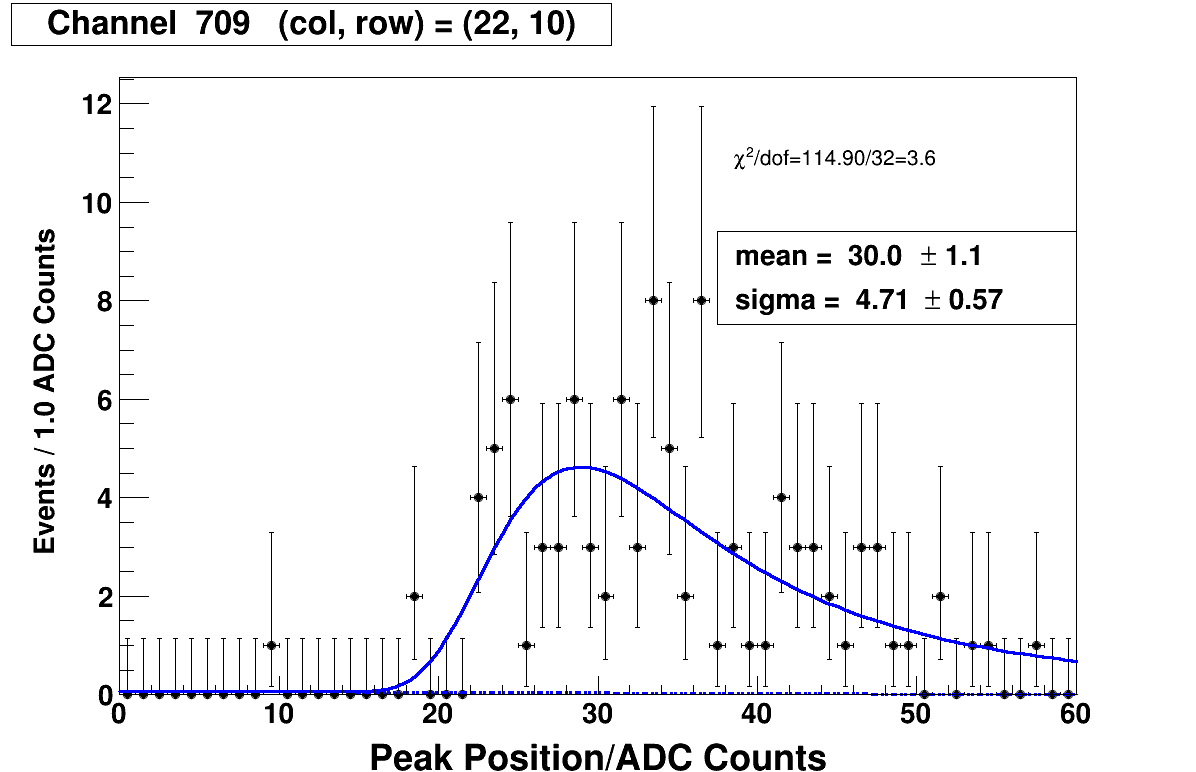 Channel 709 (col, row) = (22, 10)
12
10
8
6
4
2
0
Events / 1.0 ADC Counts
χ²/dof=114.90/32=3.6
mean = 30.0 ± 1.1
sigma = 4.71 ± 0.57
0 10 20 30 40 50 60
Peak Position/ADC Counts